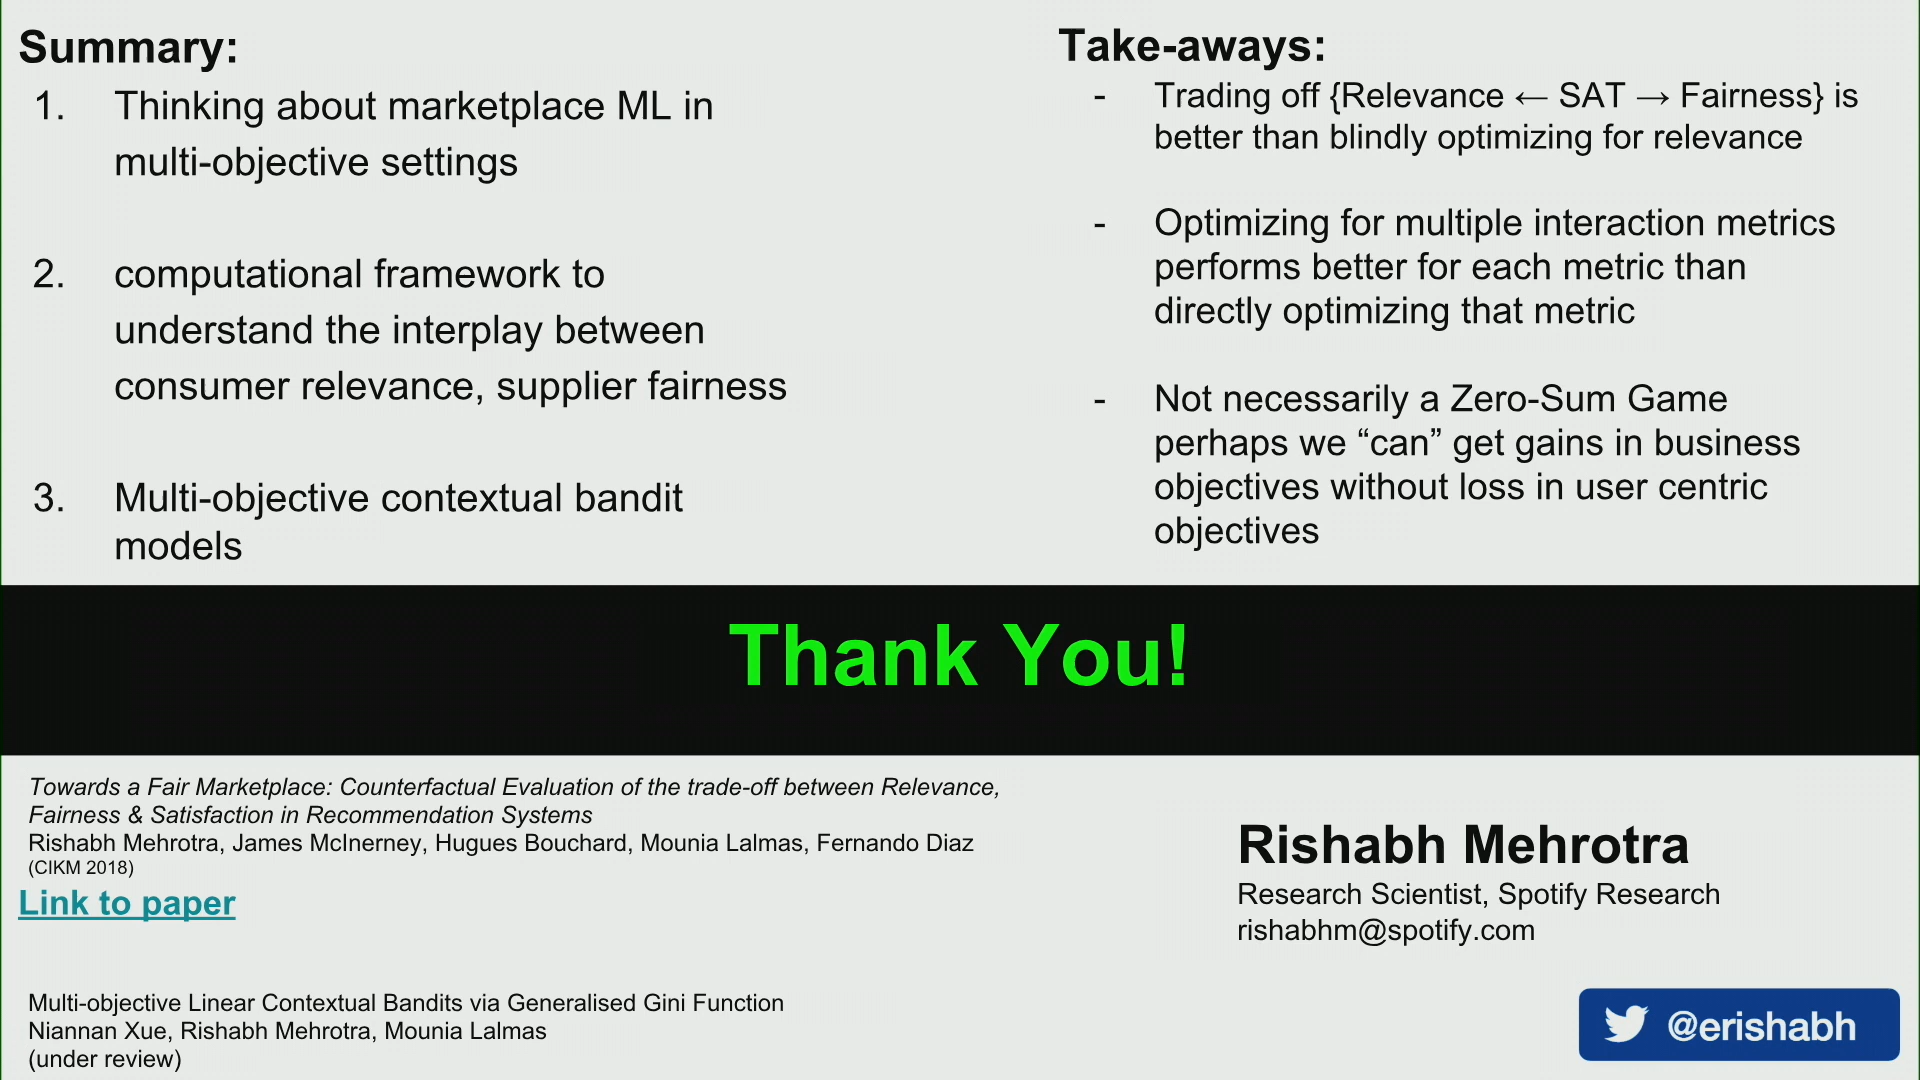 Summary:
1. Thinking about marketplace ML in
multi-objective settings
2. computational framework to
understand the interplay between
consumer relevance, supplier fairness
3. Multi-objective contextual bandit
models
Take-aways:
- Trading off {Relevance ← SAT → Fairness} is
better than blindly optimizing for relevance
- Optimizing for multiple interaction metrics
performs better for each metric than
directly optimizing that metric
- Not necessarily a Zero-Sum Game
perhaps we “can” get gains in business
objectives without loss in user centric
objectives
Thank You!
Towards a Fair Marketplace: Counterfactual Evaluation of the trade-off between Relevance,
Fairness & Satisfaction in Recommendation Systems
Rishabh Mehrotra, James McInerney, Hugues Bouchard, Mounia Lalmas, Fernando Diaz
(CIKM 2018)
Link to paper
Multi-objective Linear Contextual Bandits via Generalised Gini Function
Niannan Xue, Rishabh Mehrotra, Mounia Lalmas
(under review)
Rishabh Mehrotra
Research Scientist, Spotify Research
rishabhm@spotify.com
@erishabh